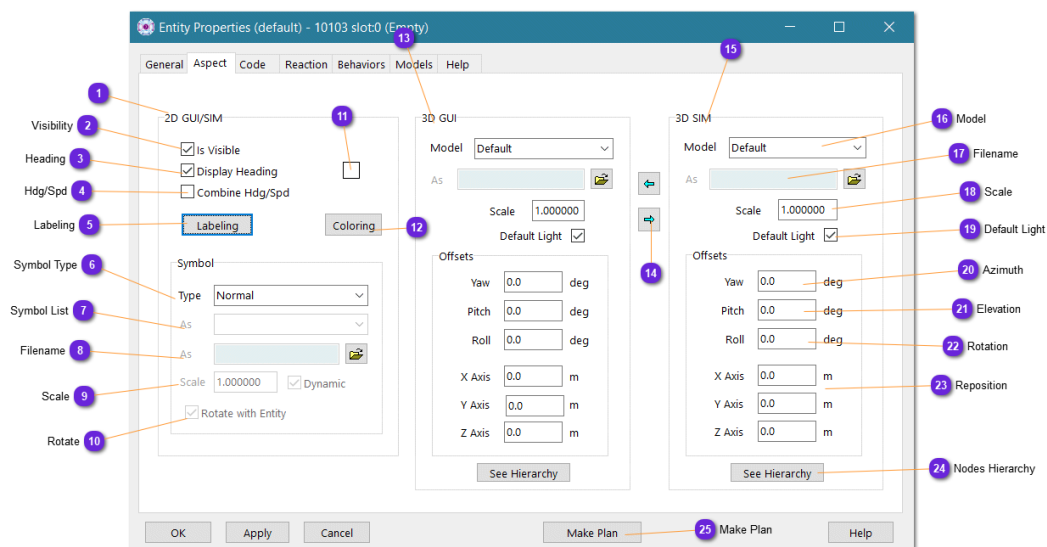 Entity Properties (default) - 10103 slot:0 (Empty)
13
General Aspect Code Reaction Behaviors Models Help
15
1
2D GUI/SIM
11
3D GUI
3D SIM
Visibility 2
Is Visible
Model Default
Model Default
16 Model
Heading 3
Display Heading
As
As
17 Filename
Hdg/Spd 4
Combine Hdg/Spd
Scale 1.000000
Scale 1.000000
18 Scale
Labeling 5
Labeling
Coloring
12
Default Light
Default Light
19 Default Light
14
Symbol Type 6
Symbol
Offsets
Offsets
Type Normal
Yaw 0.0 deg
Yaw 0.0 deg
20 Azimuth
Symbol List 7
As
Pitch 0.0 deg
Pitch 0.0 deg
21 Elevation
Filename 8
As
Roll 0.0 deg
Roll 0.0 deg
22 Rotation
Scale 9
Scale 1.000000 Dynamic
X Axis 0.0 m
X Axis 0.0 m
23 Reposition
Rotate 10
Rotate with Entity
Y Axis 0.0 m
Y Axis 0.0 m
Z Axis 0.0 m
Z Axis 0.0 m
See Hierarchy
See Hierarchy
24 Nodes Hierarchy
OK Apply Cancel Make Plan
25 Make Plan
Help